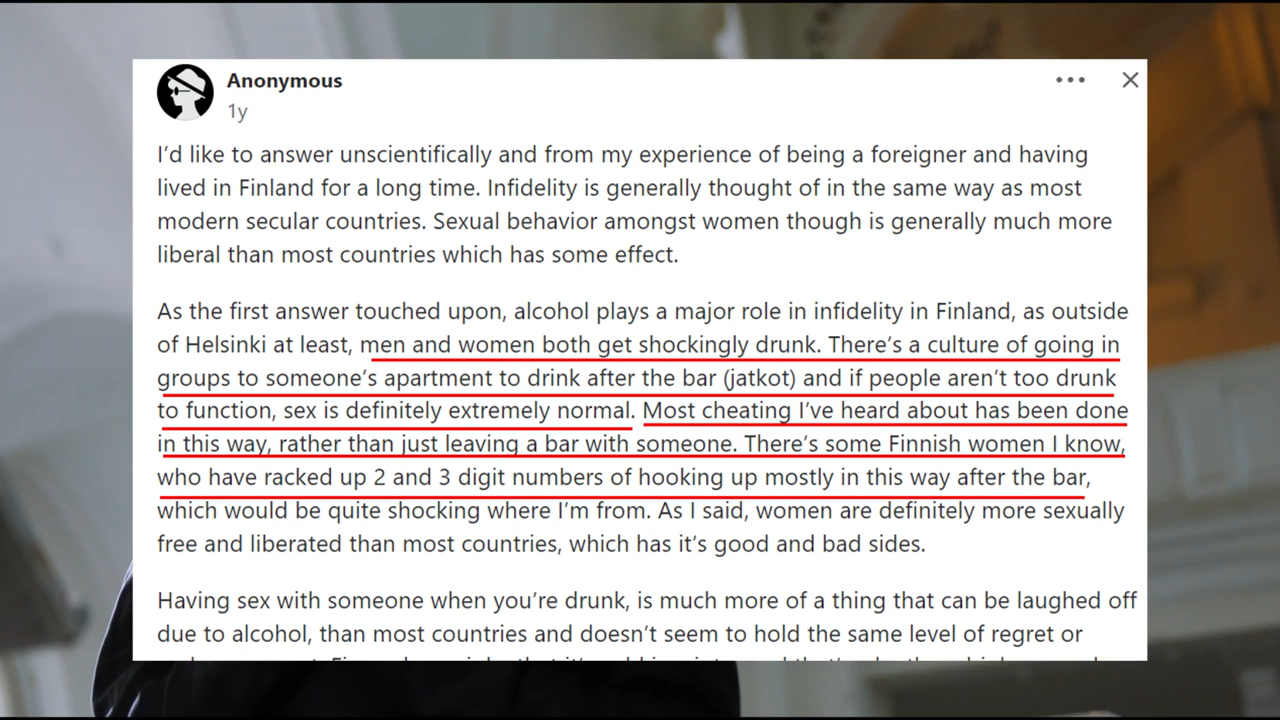 Anonymous
1y
I'd like to answer unscientifically and from my experience of being a foreigner and having
lived in Finland for a long time. Infidelity is generally thought of in the same way as most
modern secular countries. Sexual behavior amongst women though is generally much more
liberal than most countries which has some effect.
As the first answer touched upon, alcohol plays a major role in infidelity in Finland, as outside
of Helsinki at least, men and women both get shockingly drunk. There's a culture of going in
groups to someone's apartment to drink after the bar (jatkot) and if people aren't too drunk
to function, sex is definitely extremely normal. Most cheating I've heard about has been done
in this way, rather than just leaving a bar with someone. There's some Finnish women I know,
who have racked up 2 and 3 digit numbers of hooking up mostly in this way after the bar,
which would be quite shocking where I'm from. As I said, women are definitely more sexually
free and liberated than most countries, which has it's good and bad sides.
Having sex with someone when you're drunk, is much more of a thing that can be laughed off
due to alcohol, than most countries and doesn't seem to hold the same level of regret or